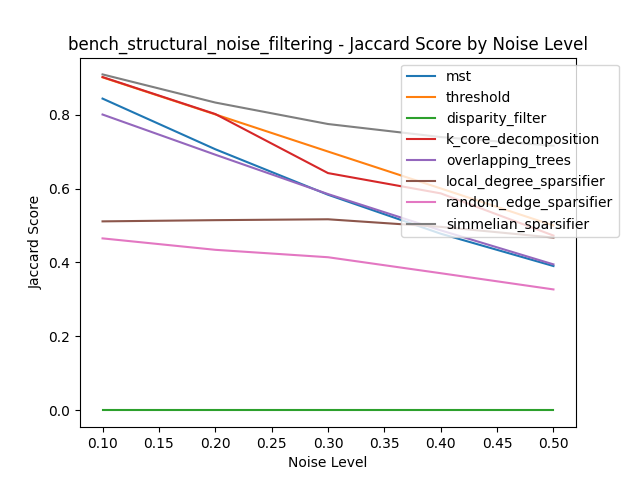 bench_structural_noise_filtering - Jaccard Score by Noise Level
mst
threshold
disparity_filter
k_core_decomposition
overlapping_trees
local_degree_sparsifier
random_edge_sparsifier
simmelian_sparsifier
Jaccard Score
0.8
0.6
0.4
0.2
0.0
0.10 0.15 0.20 0.25 0.30 0.35 0.40 0.45 0.50
Noise Level